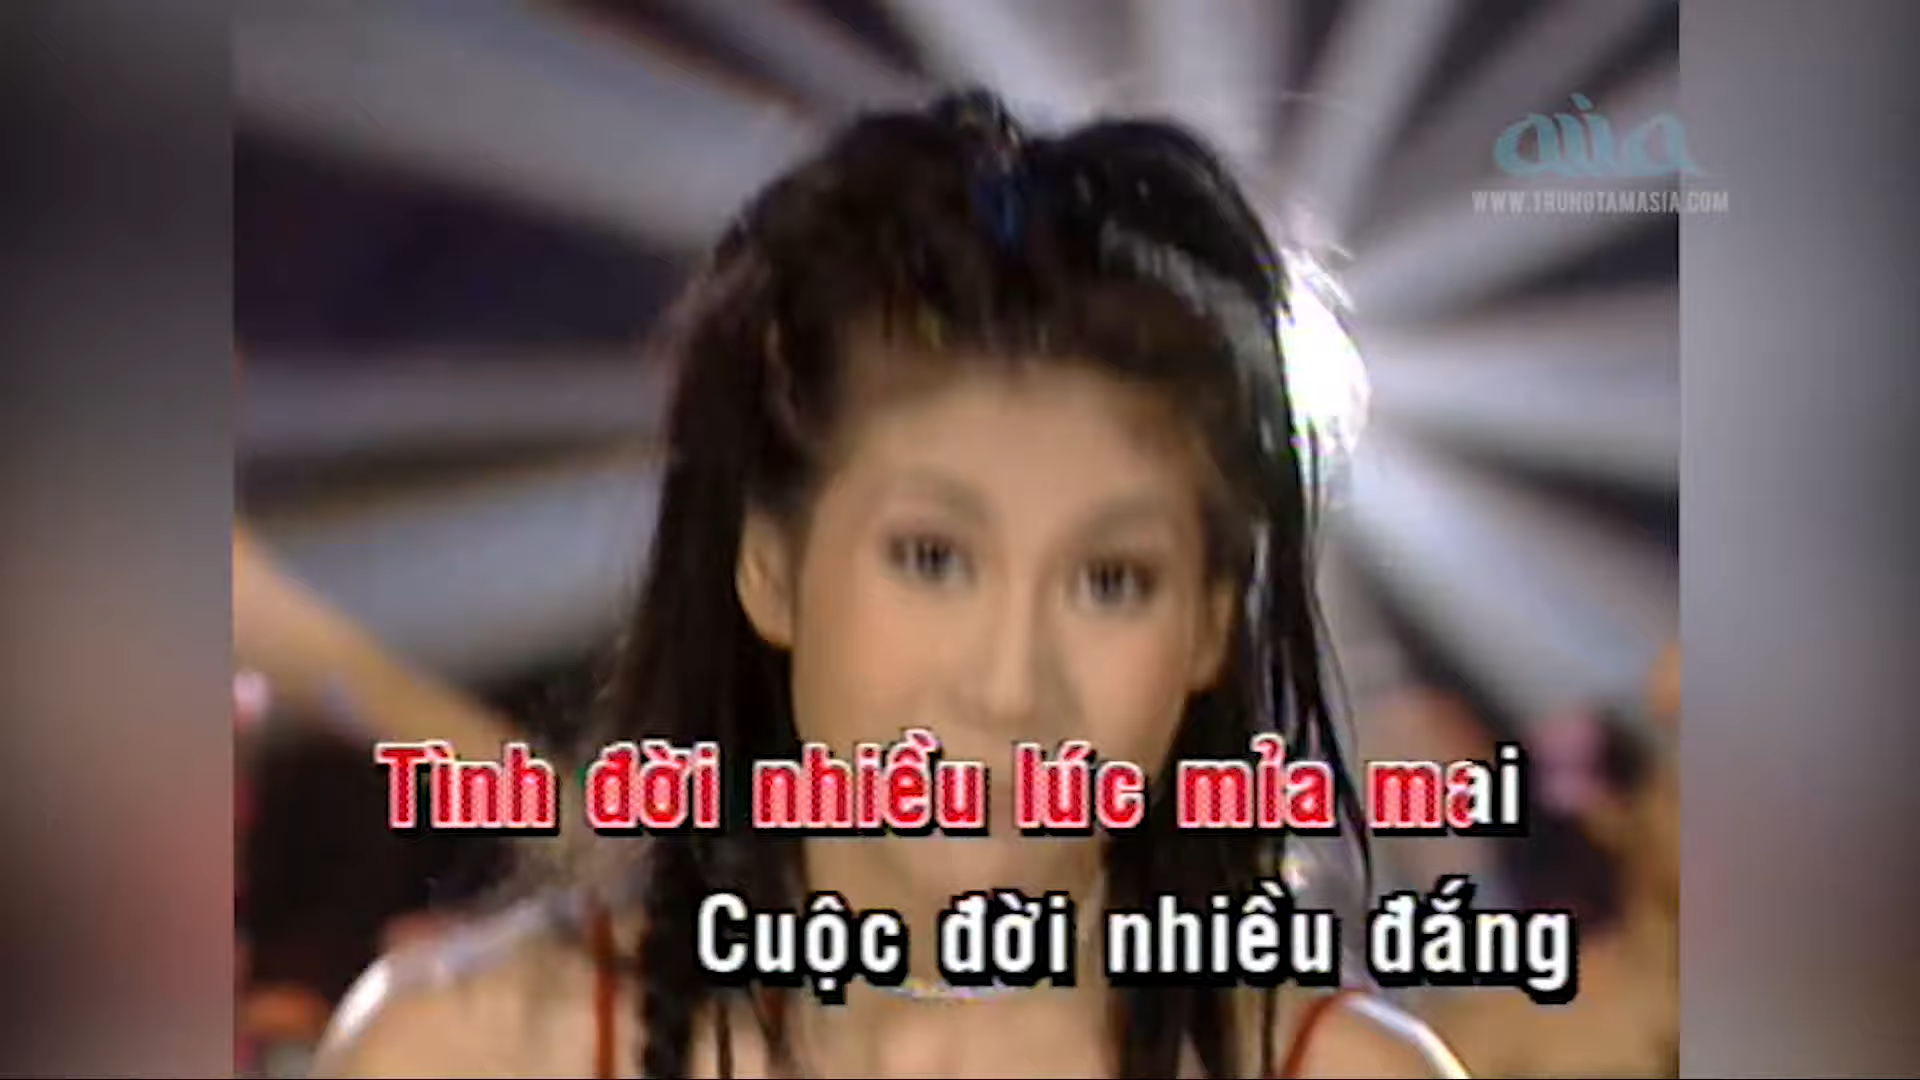 asia
WWW.TRUNGTAMASIA.COM
Tình đời nhiều lúc mỉa mai
Cuộc đời nhiều đắng